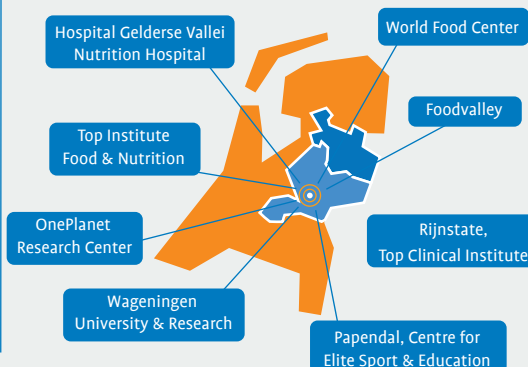 Hospital Gelderse Vallei
Nutrition Hospital
World Food Center
Foodvalley
Top Institute
Food & Nutrition
OnePlanet
Research Center
Rijnstate,
Top Clinical Institute
Wageningen
University & Research
Papendal, Centre for
Elite Sport & Education